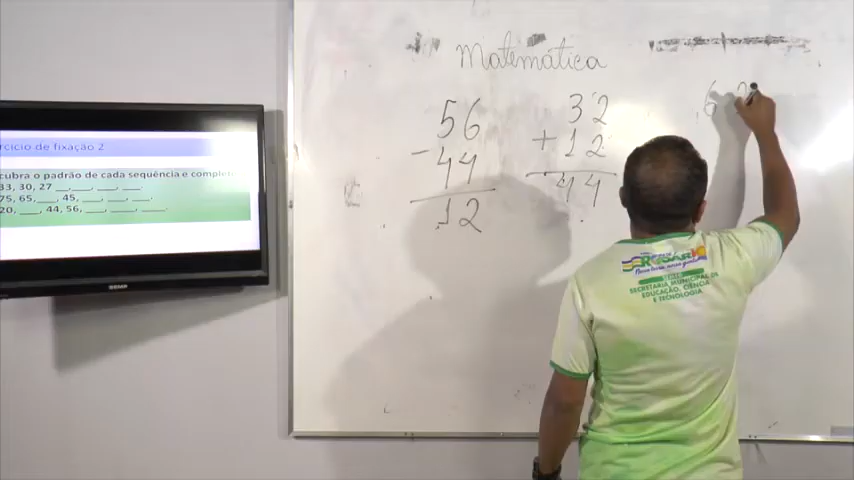 rcício de fixação 2
cubra o padrão de cada sequência e complet
33, 30, 27 ___, ___, ___
75, 65, ___, 45, ___, ___, ___.
20, ___, 44, 56, ___, ___, ___.
SEMP
Matemática
56
- 44
12
32
+ 12
44
6
SECRETARIA MUNICIPAL DE
EDUCAÇÃO, CIÊNCIA
E TECNOLOGIA